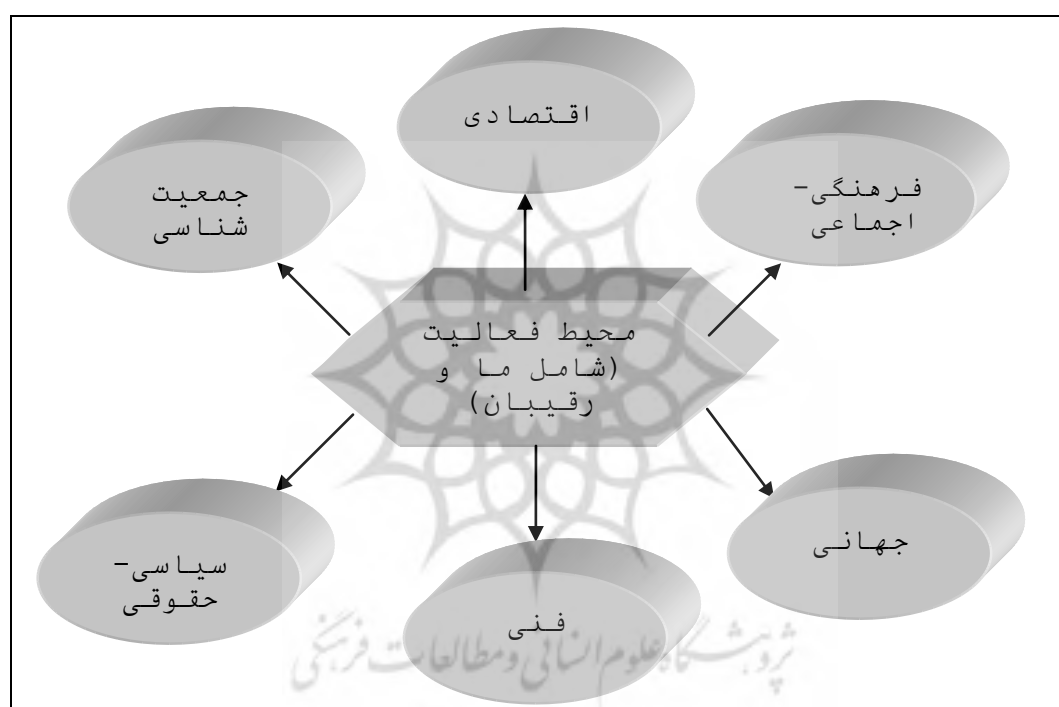 اقتصادی
فرهنگی-
اجماعی
جمعیت
شناسی
محیط فعالیت
(شامل ما و
رقیبان)
جهانی
سیاسی-
حقوقی
فنی
پژوهشگاه علوم انسانی و مطالعات فرهنگی